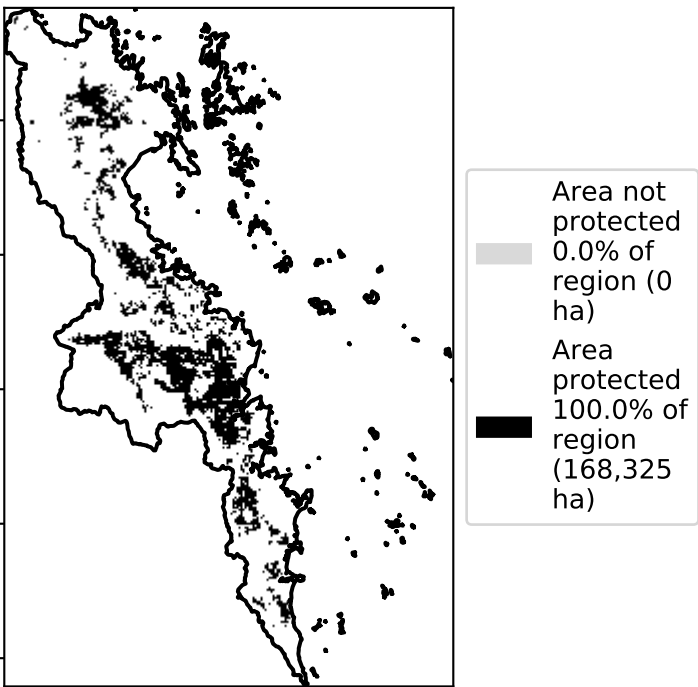 Area not
protected
0.0% of
region (0
ha)
Area
protected
100.0% of
region
(168,325
ha)